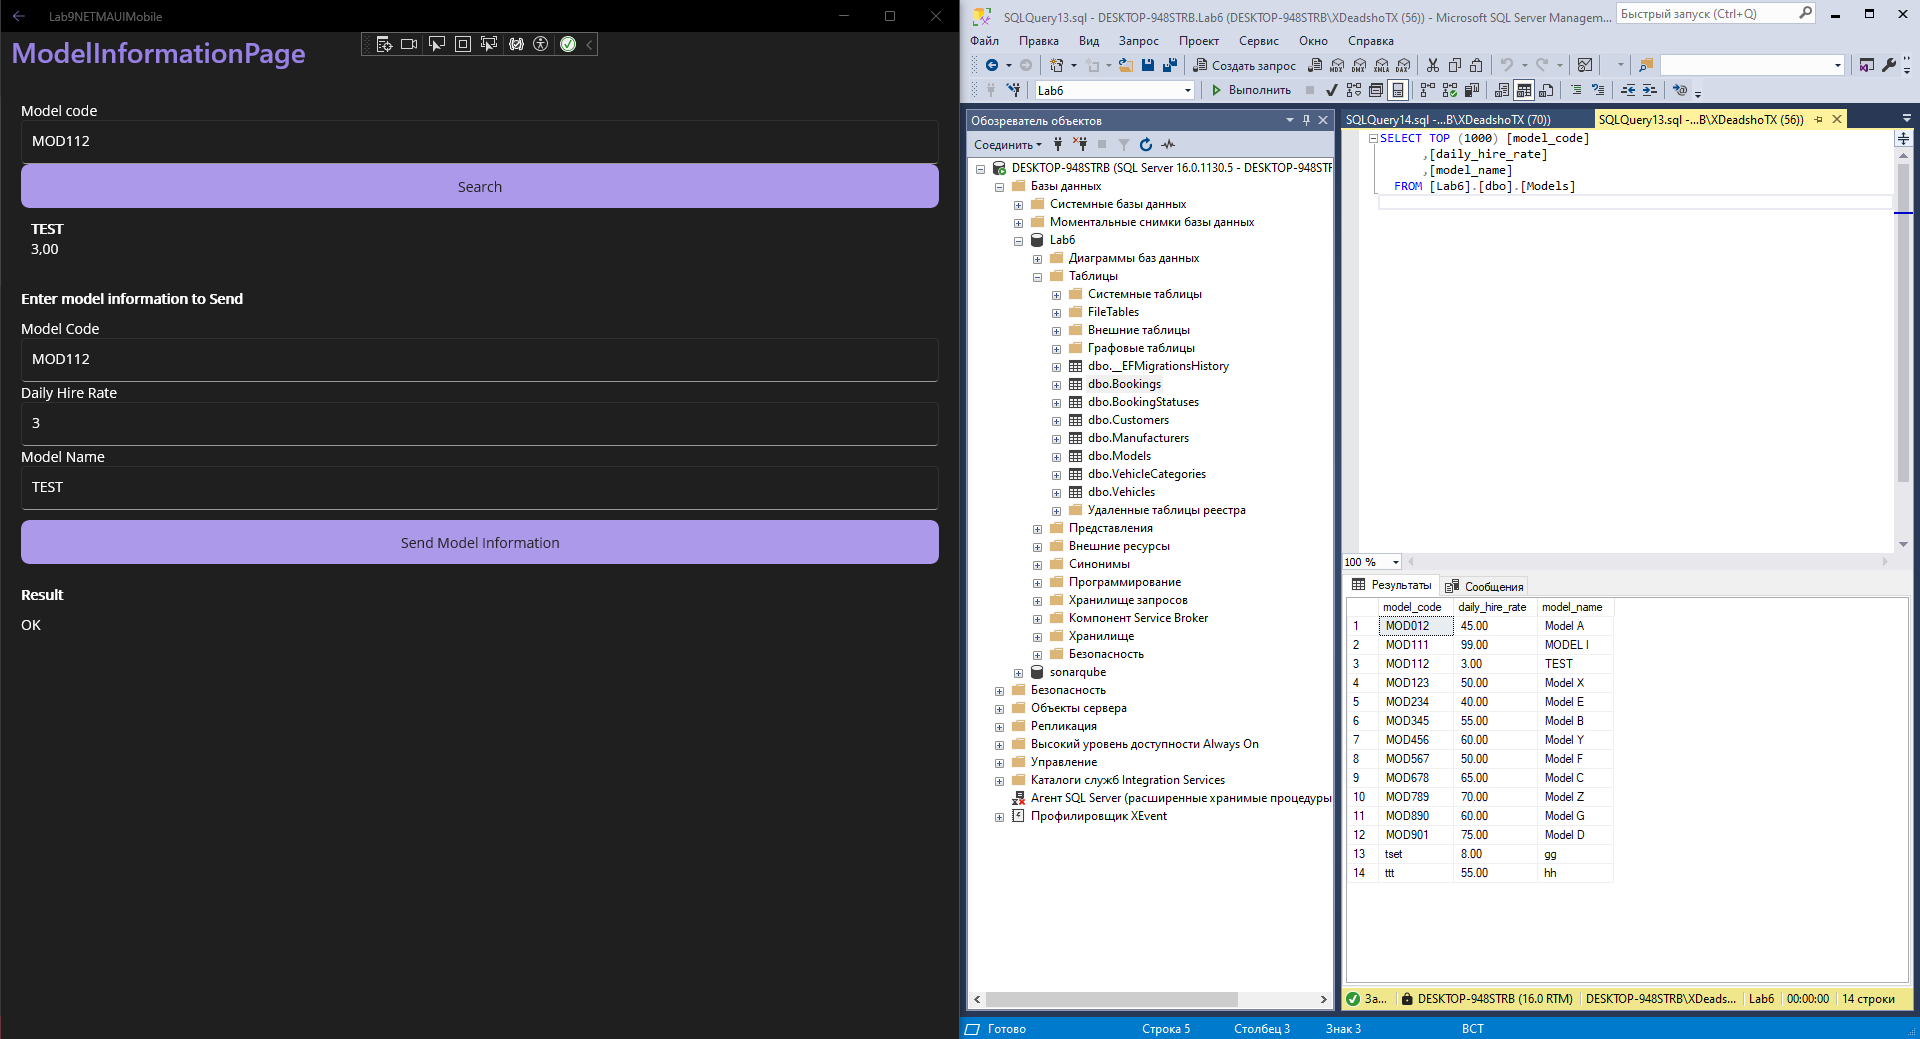 Lab9NETMAUIMobile
ModelInformationPage
Model code
MOD112
Search
TEST
3,00
Enter model information to Send
Model Code
MOD112
Daily Hire Rate
3
Model Name
TEST
Send Model Information
Result
OK
SQLQuery13.sql - DESKTOP-948STRB.Lab6 (DESKTOP-948STRB\XDeadshoTX (56)) - Microsoft SQL Server Managem...
Быстрый запуск (Ctrl+Q)
Файл Правка Вид Запрос Проект Сервис Окно Справка
Создать запрос MDX DMX XMLA DAX
Lab6 Выполнить
Обозреватель объектов
Соединить
DESKTOP-948STRB (SQL Server 16.0.1130.5 - DESKTOP-948STR
Базы данных
Системные базы данных
Моментальные снимки базы данных
Lab6
Диаграммы баз данных
Таблицы
Системные таблицы
FileTables
Внешние таблицы
Графовые таблицы
dbo.__EFMigrationsHistory
dbo.Bookings
dbo.BookingStatuses
dbo.Customers
dbo.Manufacturers
dbo.Models
dbo.VehicleCategories
dbo.Vehicles
Удаленные таблицы реестра
Представления
Внешние ресурсы
Синонимы
Программирование
Хранилище запросов
Компонент Service Broker
Хранилище
Безопасность
sonarqube
Безопасность
Объекты сервера
Репликация
Высокий уровень доступности Always On
Управление
Каталоги служб Integration Services
Агент SQL Server (расширенные хранимые процедуры
Профилировщик XEvent
SQLQuery14.sql -...B\XDeadshoTX (70)) SQLQuery13.sql -...B\XDeadshoTX (56))
SELECT TOP (1000) [model_code]
,[daily_hire_rate]
,[model_name]
FROM [Lab6].[dbo].[Models]
100 %
Результаты Сообщения
model_code daily_hire_rate model_name
1 MOD012 45.00 Model A
2 MOD111 99.00 MODEL I
3 MOD112 3.00 TEST
4 MOD123 50.00 Model X
5 MOD234 40.00 Model E
6 MOD345 55.00 Model B
7 MOD456 60.00 Model Y
8 MOD567 50.00 Model F
9 MOD678 65.00 Model C
10 MOD789 70.00 Model Z
11 MOD890 60.00 Model G
12 MOD901 75.00 Model D
13 tset 8.00 gg
14 ttt 55.00 hh
За... DESKTOP-948STRB (16.0 RTM) DESKTOP-948STRB\XDeads... Lab6 00:00:00 14 строки
Готово Строка 5 Столбец 3 Знак 3 ВСТ